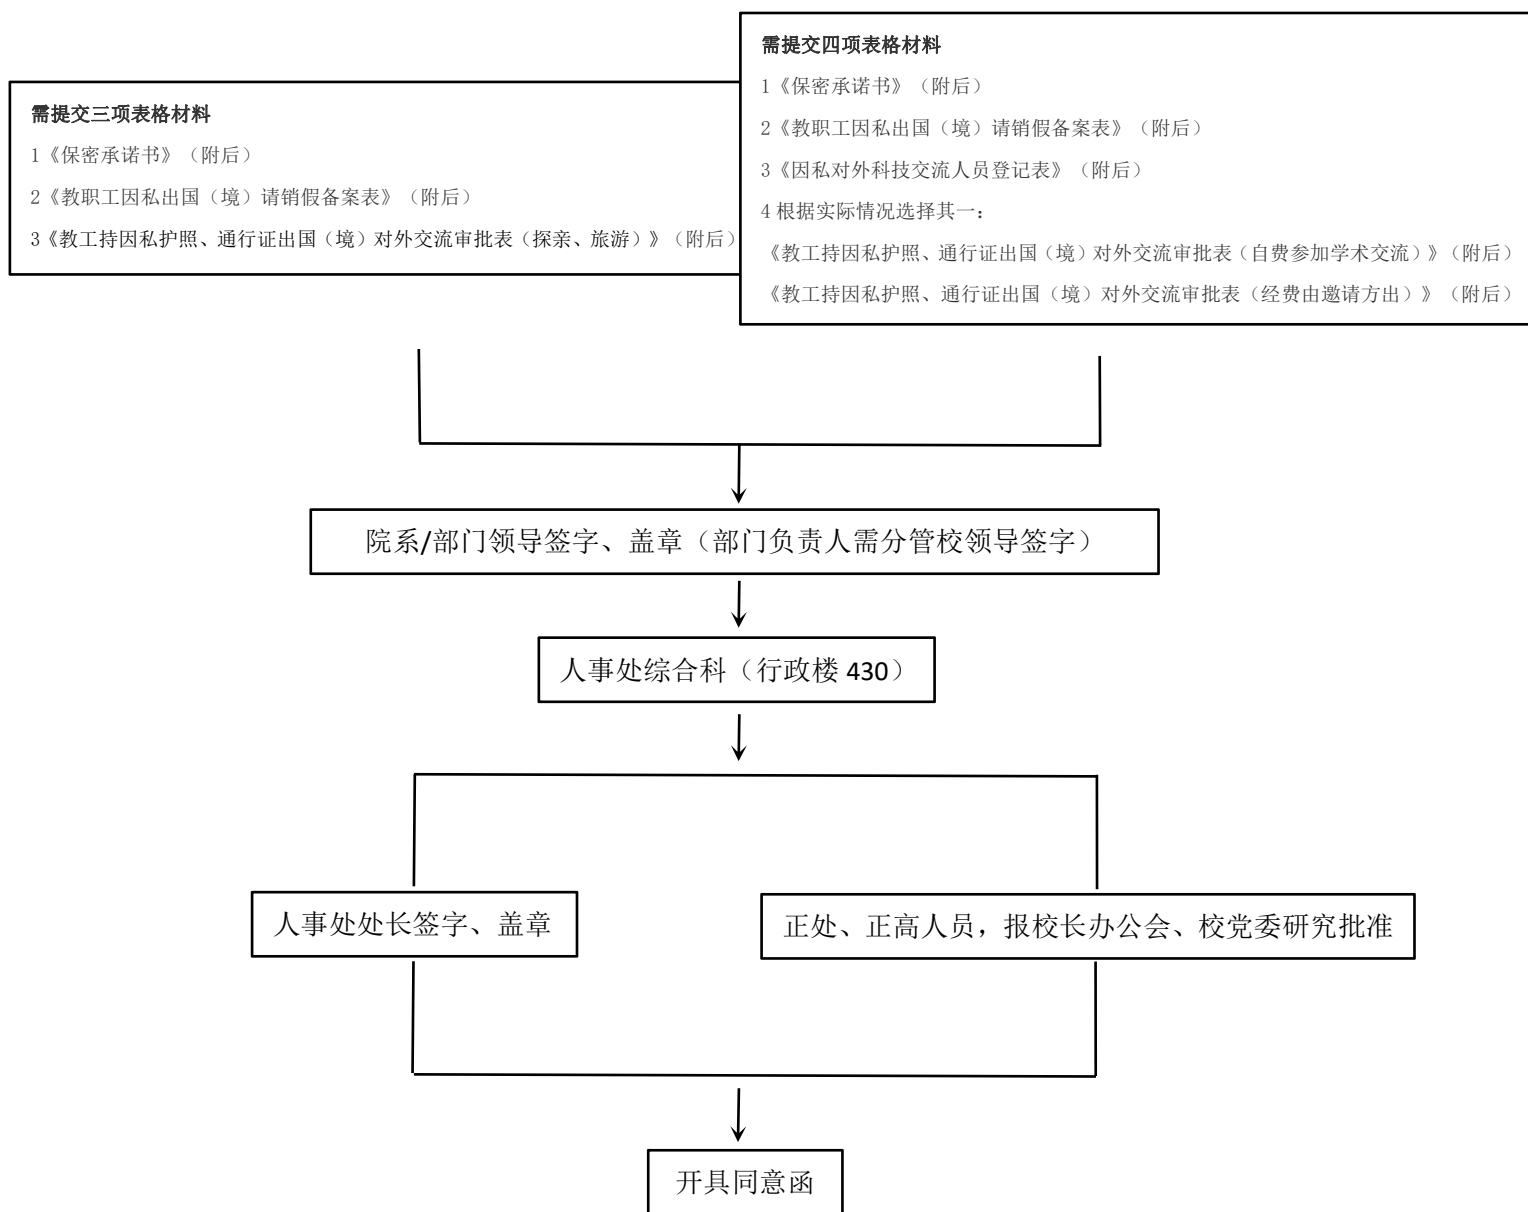 需提交三项表格材料
1《保密承诺书》（附后）
2《教职工因私出国（境）请销假备案表》（附后）
3《教工持因私护照、通行证出国（境）对外交流审批表（探亲、旅游）》（附后）
需提交四项表格材料
1《保密承诺书》（附后）
2《教职工因私出国（境）请销假备案表》（附后）
3《因私对外科技交流人员登记表》（附后）
4 根据实际情况选择其一：
《教工持因私护照、通行证出国（境）对外交流审批表（自费参加学术交流）》（附后）
《教工持因私护照、通行证出国（境）对外交流审批表（经费由邀请方出）》（附后）
院系/部门领导签字、盖章（部门负责人需分管校领导签字）
人事处综合科（行政楼 430）
人事处处长签字、盖章
正处、正高人员，报校长办公会、校党委研究批准
开具同意函